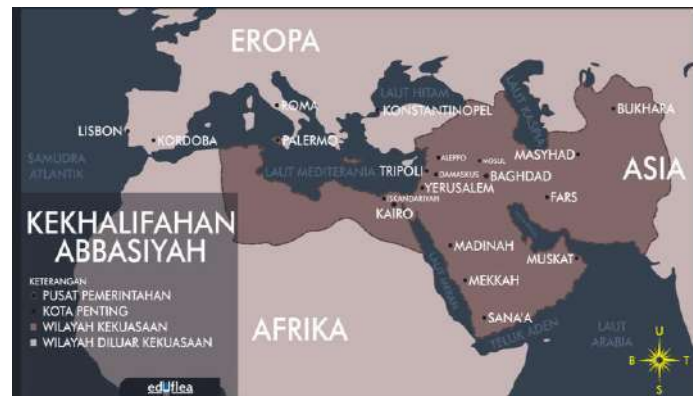 EROPA
LAUT HITAM
LAUT KASPIA
ROMA
KONSTANTINOPEL
BUKHARA
LISBON
KORDOBA
PALERMO
SAMUDRA
ATLANTIK
LAUT MEDITERANIA
ALEPPO
MOSUL
MASYHAD
TRIPOLI
DAMASKUS
BAGHDAD
ASIA
YERUSALEM
ISKANDARIYAH
FARS
KAIRO
KEKHALIFAHAN
ABBASIYAH
MADINAH
MUSKAT
LAUT MERAH
MEKKAH
KETERANGAN
PUSAT PEMERINTAHAN
KOTA PENTING
WILAYAH KEKUASAAN
WILAYAH DILUAR KEKUASAAN
AFRIKA
SANA'A
TELUK ADEN
LAUT
ARABIA
U
B
T
S
edUflea